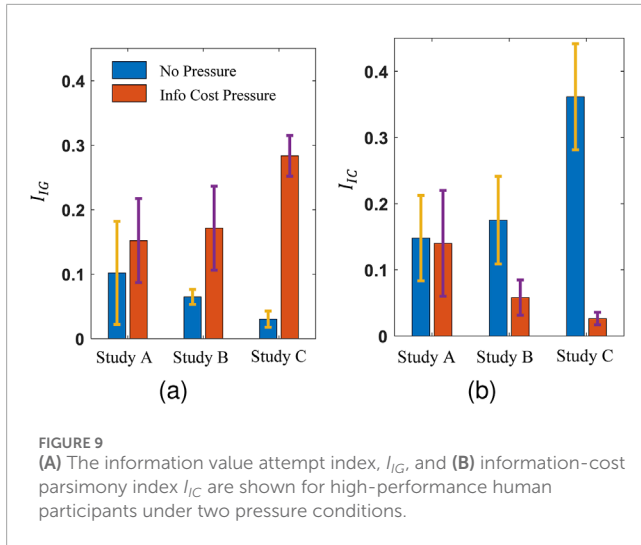 0.4
0.3
0.2
0.1
0
I_IG
No Pressure
Info Cost Pressure
Study A Study B Study C
(a)
0.4
0.3
0.2
0.1
0
I_IC
Study A Study B Study C
(b)
FIGURE 9
(A) The information value attempt index, I_IG, and (B) information-cost
parsimony index I_IC are shown for high-performance human
participants under two pressure conditions.